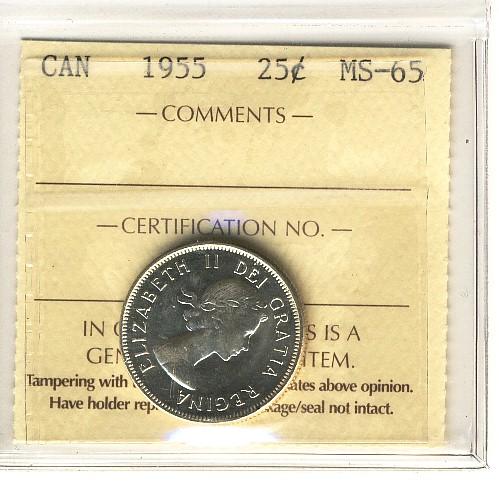 CAN 1955 25¢ MS-65
— COMMENTS —
— CERTIFICATION NO. —
ELIZABETH II DEI GRATIA REGINA
IN S IS A
GEN ITEM.
Tampering with ates above opinion.
Have holder rep kage/seal not intact.